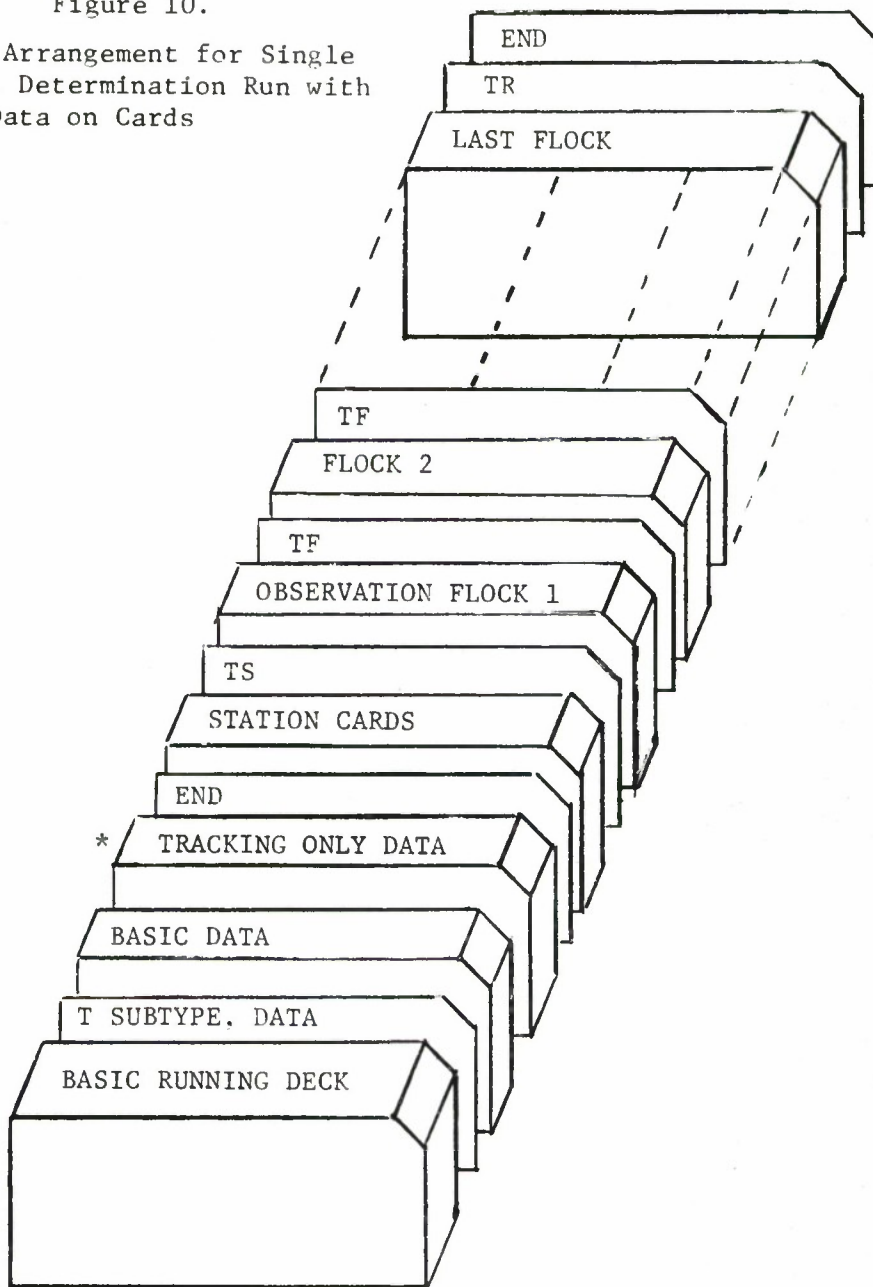 Figure 10.
Arrangement for Single
Determination Run with
Data on Cards
END
TR
LAST FLOCK
TF
FLOCK 2
TF
OBSERVATION FLOCK 1
TS
STATION CARDS
END
* TRACKING ONLY DATA
BASIC DATA
T SUBTYPE. DATA
BASIC RUNNING DECK